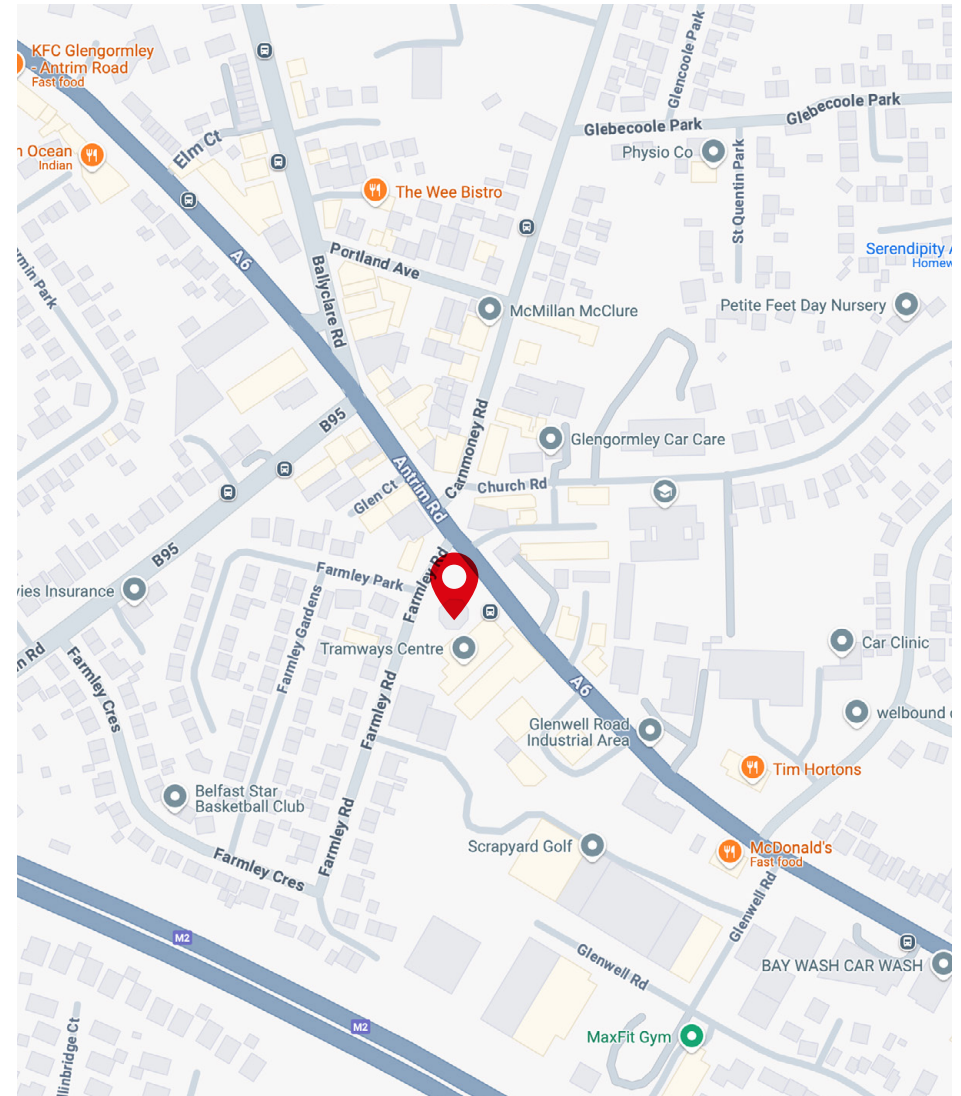 KFC Glengormley
- Antrim Road
Fast food
Glencoole Park
Glebecoole Park
Glebecoole Park
Elm Ct
n Ocean
Indian
Physio Co
The Wee Bistro
St Quentin Park
A6
Portland Ave
Ballyclare Rd
Serendipity A
Homew
rmin Park
McMillan McClure
Petite Feet Day Nursery
B95
Carnmoney Rd
Glengormley Car Care
Antrim Rd
Glen Ct
Church Rd
B95
Farmley Park
Farmley Rd
vies Insurance
Farmley Gardens
Tramways Centre
Car Clinic
n Rd
Farmley Cres
A6
Farmley Rd
Glenwell Road
Industrial Area
welbound
Tim Hortons
Belfast Star
Basketball Club
Farmley Rd
Scrapyard Golf
McDonald's
Fast food
Farmley Cres
Glenwell Rd
M2
Glenwell Rd
BAY WASH CAR WASH
M2
MaxFit Gym
llinbridge Ct